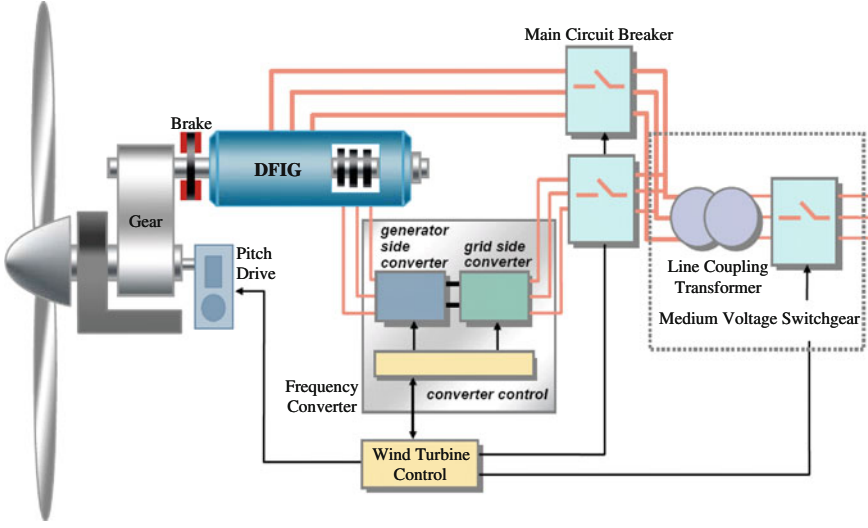 Main Circuit Breaker
Brake
DFIG
Gear
Pitch
Drive
generator
side
converter
grid side
converter
Line Coupling
Transformer
Medium Voltage Switchgear
Frequency
Converter
converter control
Wind Turbine
Control